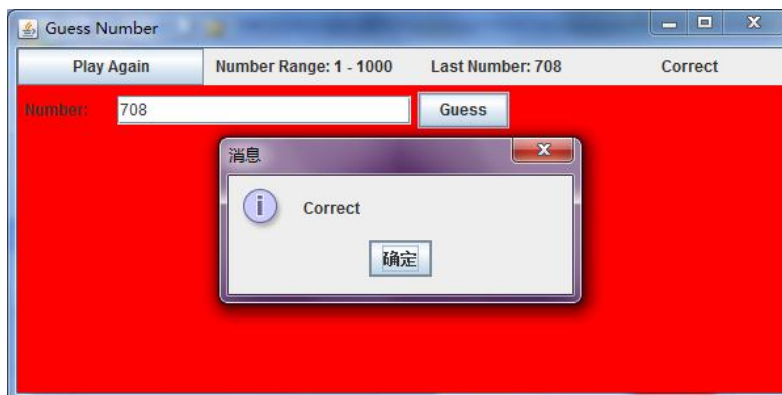 Guess Number
Play Again Number Range: 1 - 1000 Last Number: 708 Correct
Number: 708 Guess
消息
Correct
确定